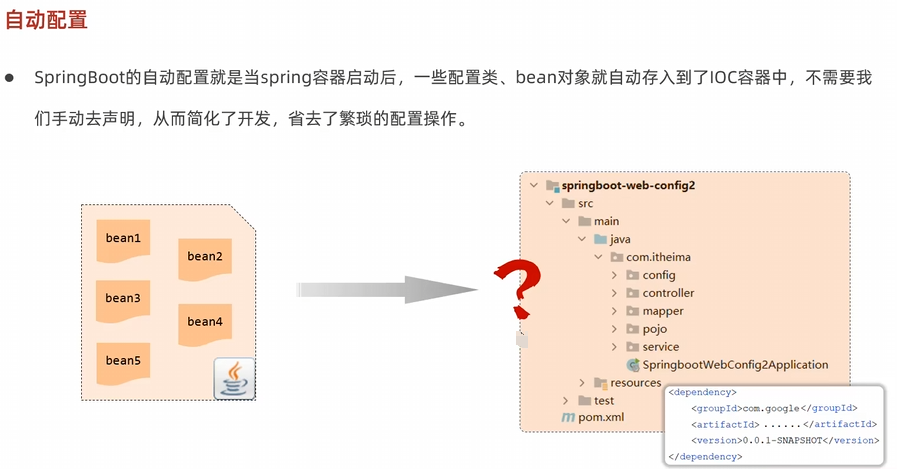 自动配置
SpringBoot的自动配置就是当spring容器启动后，一些配置类、bean对象就自动存入到了IOC容器中，不需要我
们手动去声明，从而简化了开发，省去了繁琐的配置操作。
bean1
bean2
bean3
bean4
bean5
?
springboot-web-config2
src
main
java
com.itheima
config
controller
mapper
pojo
service
SpringbootWebConfig2Application
resources
test
pom.xml
<dependency>
<groupId>com.google</groupId>
<artifactId> ......</artifactId>
<version>0.0.1-SNAPSHOT</version>
</dependency>